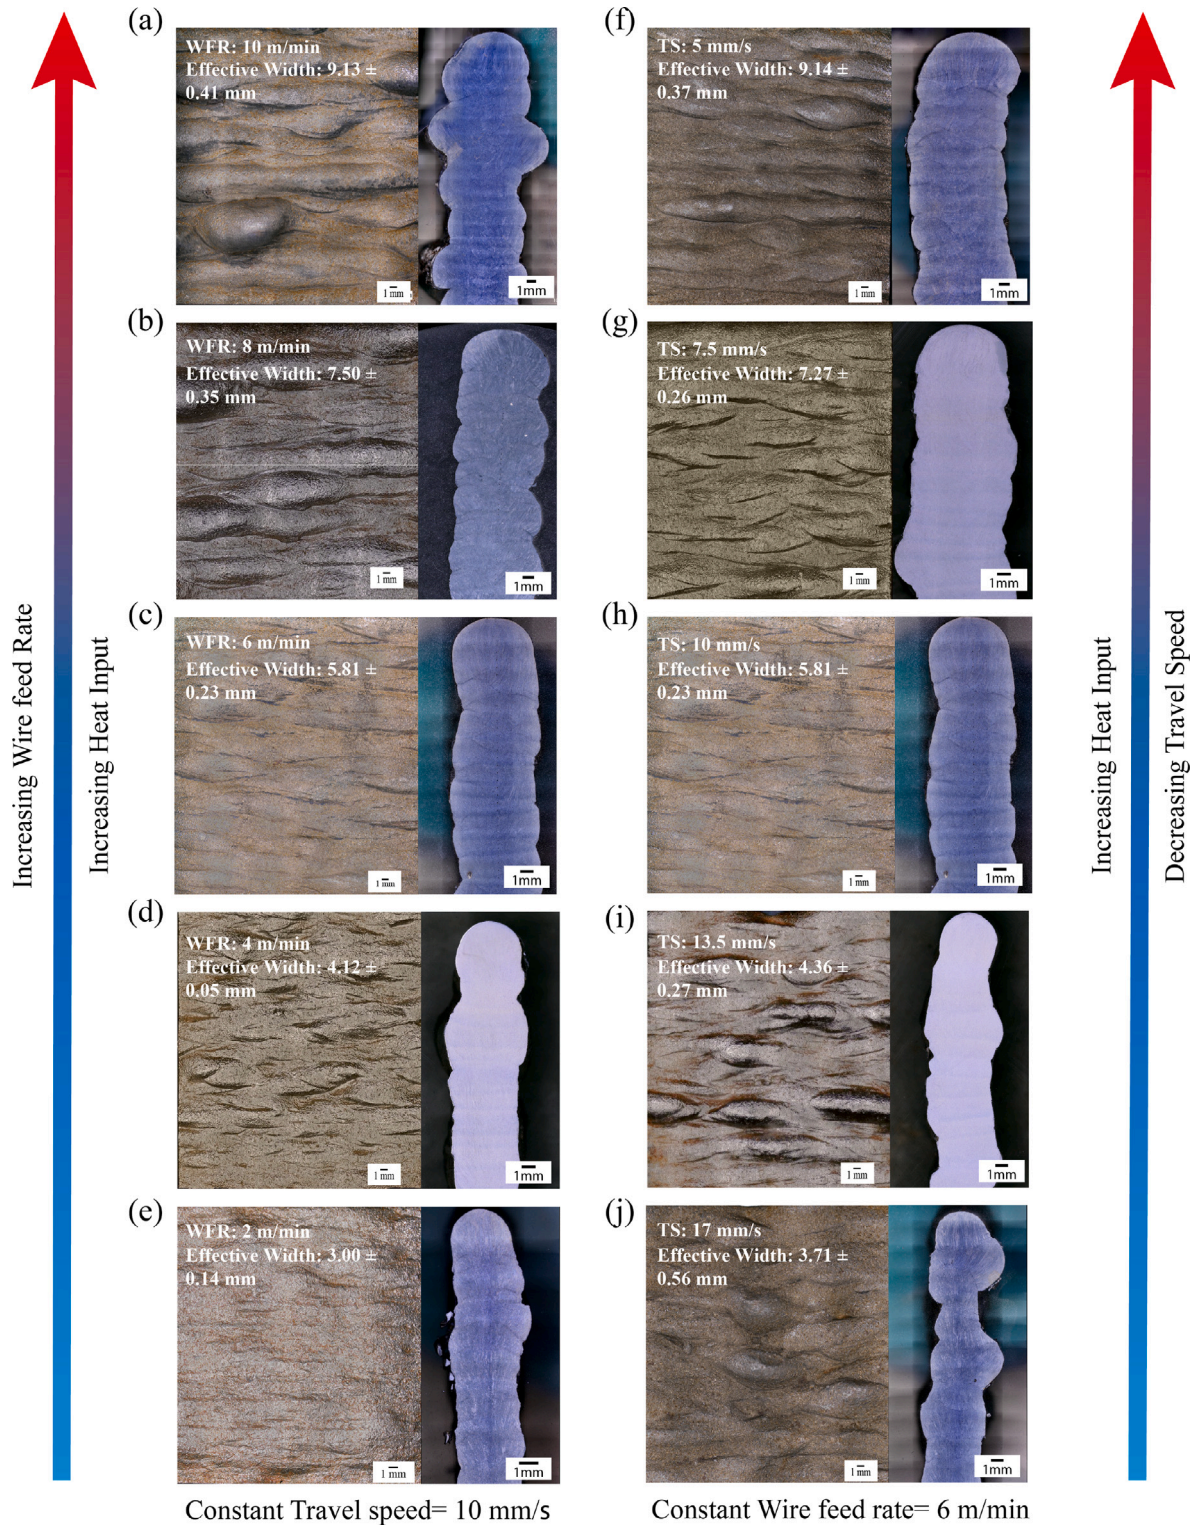 (a)
WFR: 10 m/min
Effective Width: 9.13 ±
0.41 mm
1 mm
1mm
(f)
TS: 5 mm/s
Effective Width: 9.14 ±
0.37 mm
1 mm
1mm
(b)
WFR: 8 m/min
Effective Width: 7.50 ±
0.35 mm
1 mm
1mm
(g)
TS: 7.5 mm/s
Effective Width: 7.27 ±
0.26 mm
1 mm
1mm
(c)
WFR: 6 m/min
Effective Width: 5.81 ±
0.23 mm
1 mm
1mm
(h)
TS: 10 mm/s
Effective Width: 5.81 ±
0.23 mm
1 mm
1mm
(d)
WFR: 4 m/min
Effective Width: 4.12 ±
0.05 mm
1 mm
1mm
(i)
TS: 13.5 mm/s
Effective Width: 4.36 ±
0.27 mm
1 mm
1mm
(e)
WFR: 2 m/min
Effective Width: 3.00 ±
0.14 mm
1 mm
1mm
(j)
TS: 17 mm/s
Effective Width: 3.71 ±
0.56 mm
1 mm
1mm
Increasing Wire feed Rate
Increasing Heat Input
Increasing Heat Input
Decreasing Travel Speed
Constant Travel speed= 10 mm/s
Constant Wire feed rate= 6 m/min